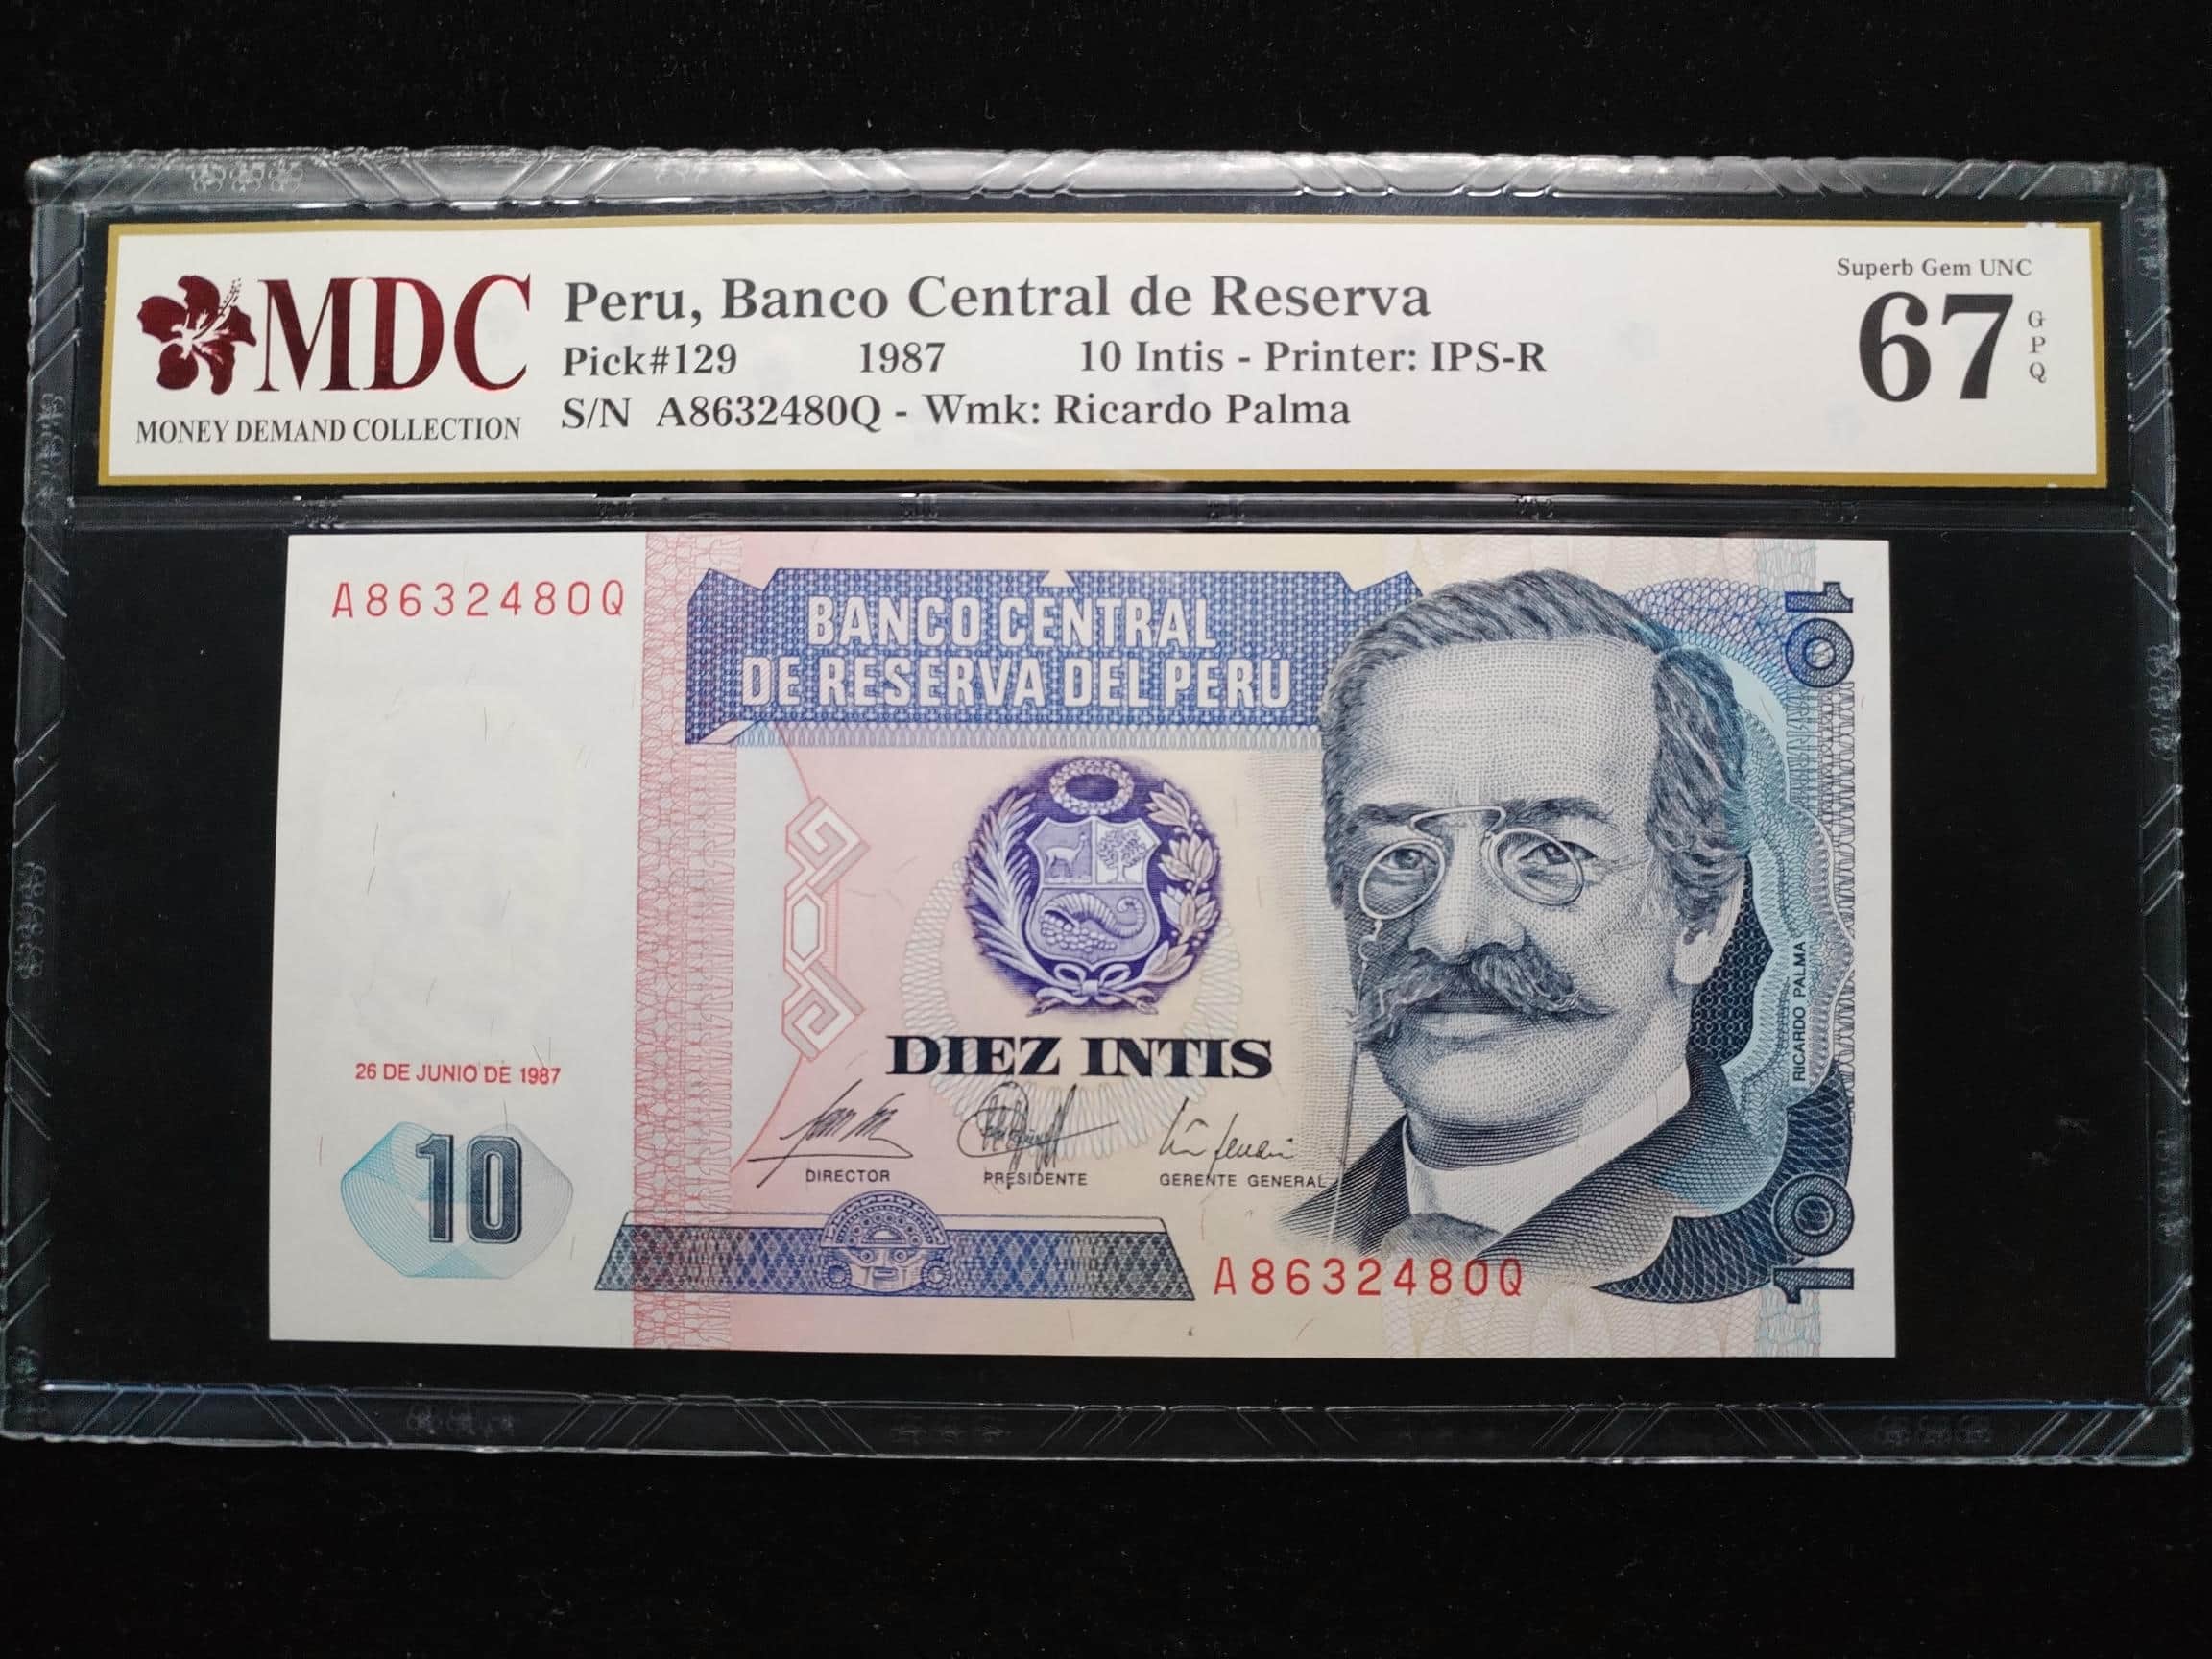 MDC
MONEY DEMAND COLLECTION
Peru, Banco Central de Reserva
Pick#129 1987 10 Intis - Printer: IPS-R
S/N A8632480Q - Wmk: Ricardo Palma
Superb Gem UNC
67
GPQ
A8632480Q
BANCO CENTRAL
DE RESERVA DEL PERÚ
10
DIEZ INTIS
RICARDO PALMA
26 DE JUNIO DE 1987
10
DIRECTOR
PRESIDENTE
GERENTE GENERAL
A8632480Q
10